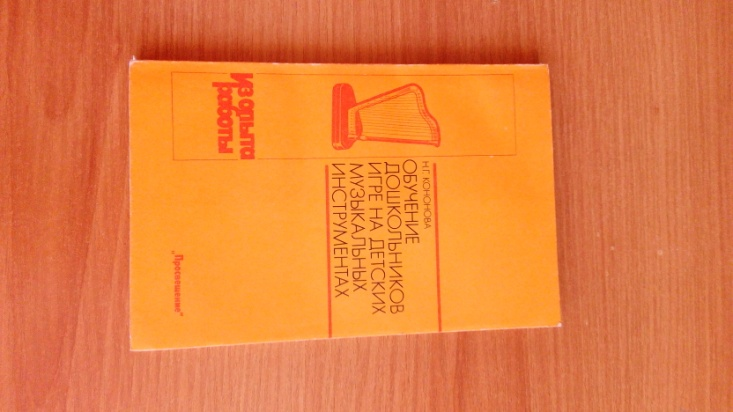 из опыта
работы
Н.Г. КОНОНОВА
ОБУЧЕНИЕ
ДОШКОЛЬНИКОВ
ИГРЕ НА ДЕТСКИХ
МУЗЫКАЛЬНЫХ
ИНСТРУМЕНТАХ
„Просвещение“